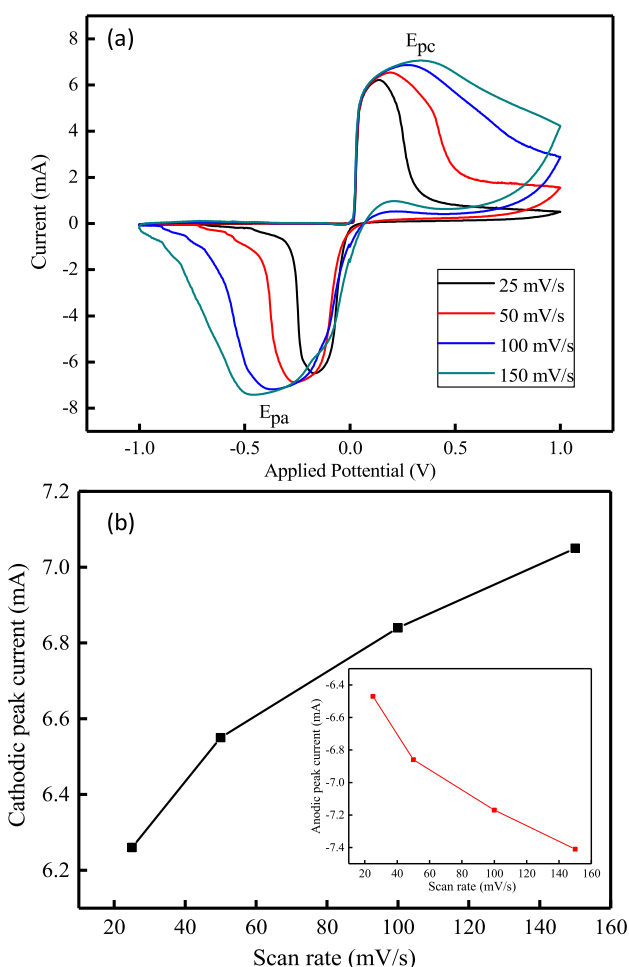 (a)
E_pc
8
6
4
2
0
-2
-4
-6
-8
Current (mA)
25 mV/s
50 mV/s
100 mV/s
150 mV/s
E_pa
-1.0 -0.5 0.0 0.5 1.0
Applied Pottential (V)
(b)
7.2
7.0
6.8
6.6
6.4
6.2
Cathodic peak current (mA)
-6.4
-6.6
-6.8
-7.0
-7.2
-7.4
Anodic peak current (mA)
20 40 60 80 100 120 140 160
Scan rate (mV/s)
20 40 60 80 100 120 140 160
Scan rate (mV/s)